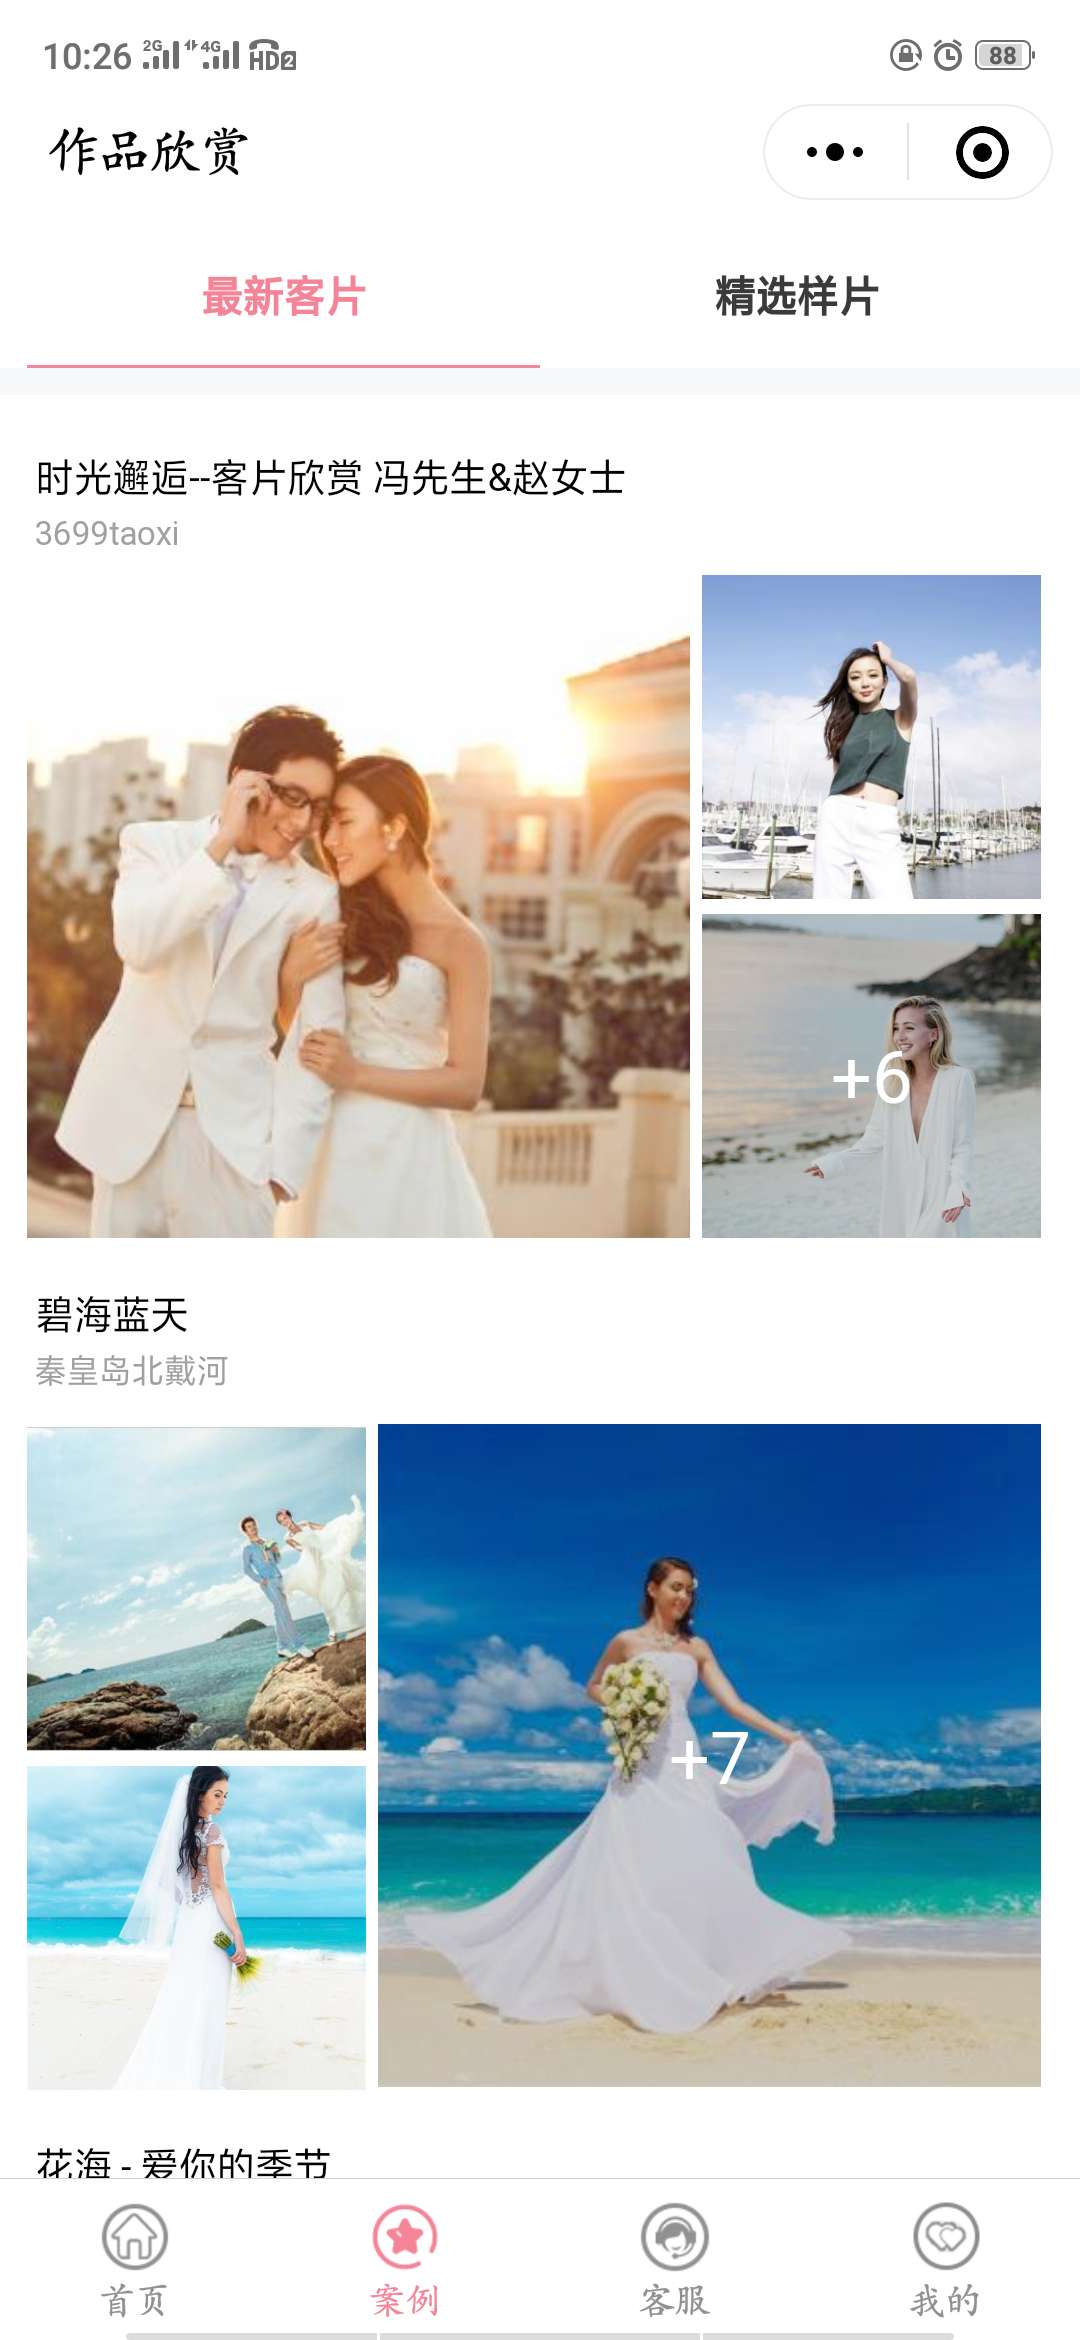 10:26 2G 4G HD2 88
作品欣赏
最新客片 精选样片
时光邂逅--客片欣赏 冯先生&赵女士
3699taoxi
+6
碧海蓝天
秦皇岛北戴河
+7
花海 - 爱你的季节
首页 案例 客服 我的